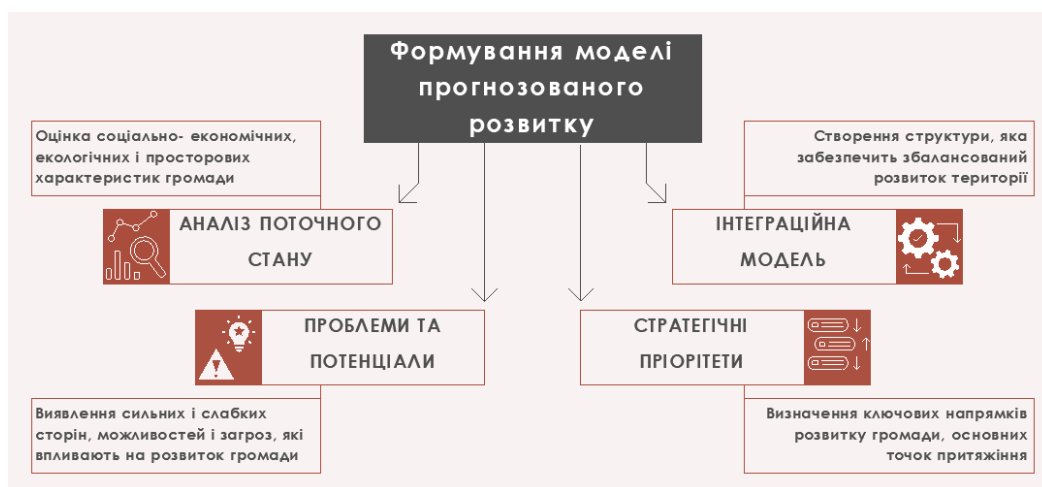 Формування моделі
прогнозованого
розвитку
Оцінка соціально- економічних,
екологічних і просторових
характеристик громади
АНАЛІЗ ПОТОЧНОГО
СТАНУ
Створення структури, яка
забезпечить збалансований
розвиток території
ІНТЕГРАЦІЙНА
МОДЕЛЬ
ПРОБЛЕМИ ТА
ПОТЕНЦІАЛИ
Виявлення сильних і слабких
сторін, можливостей і загроз, які
впливають на розвиток громади
СТРАТЕГІЧНІ
ПРІОРИТЕТИ
Визначення ключових напрямків
розвитку громади, основних
точок притяжіння